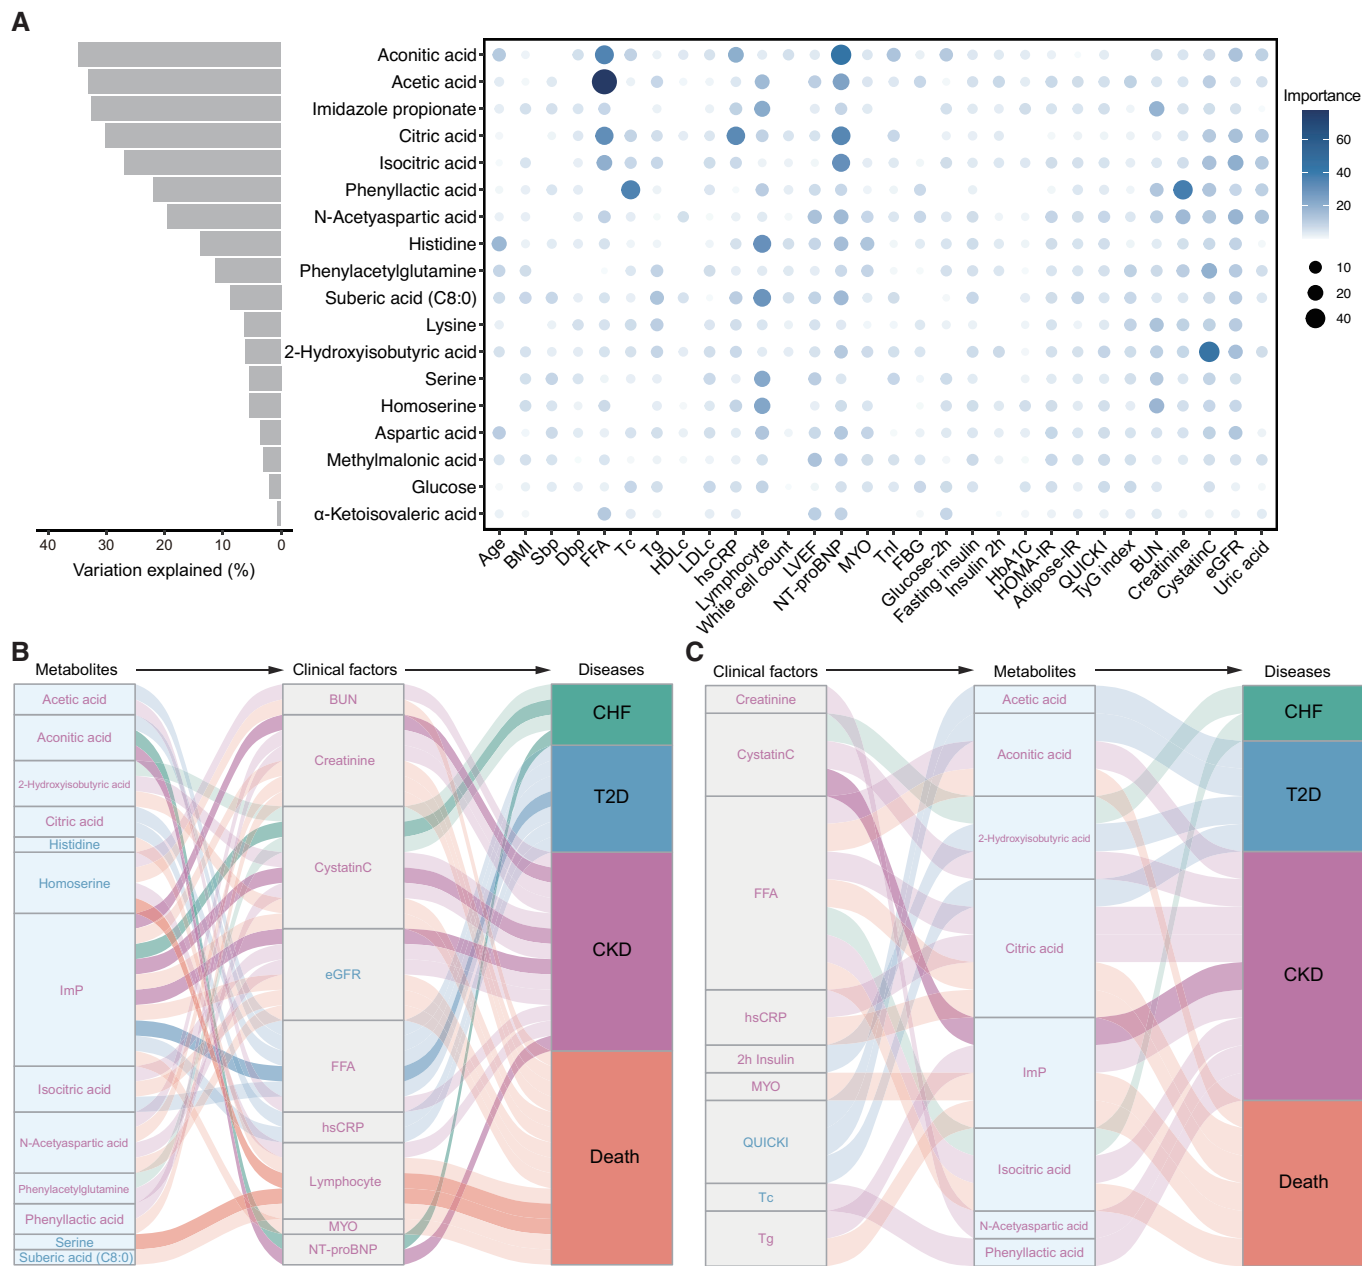 A
Aconitic acid
Acetic acid
Imidazole propionate
Citric acid
Isocitric acid
Phenyllactic acid
N-Acetyaspartic acid
Histidine
Phenylacetylglutamine
Suberic acid (C8:0)
Lysine
2-Hydroxyisobutyric acid
Serine
Homoserine
Aspartic acid
Methylmalonic acid
Glucose
α-Ketoisovaleric acid
40 30 20 10 0
Variation explained (%)
Age BMI Sbp Dbp FFA Tc Tg HDLc LDLc hsCRP Lymphocyte White cell count LVEF NT-proBNP MYO TnI FBG Glucose-2h Fasting insulin Insulin 2h HbA1C HOMA-IR Adipose-IR QUICKI TyG index BUN Creatinine CystatinC eGFR Uric acid
Importance
60
40
20
10
20
40
B
Metabolites Clinical factors Diseases
Acetic acid
Aconitic acid
2-Hydroxyisobutyric acid
Citric acid
Histidine
Homoserine
ImP
Isocitric acid
N-Acetyaspartic acid
Phenylacetylglutamine
Phenyllactic acid
Serine
Suberic acid (C8:0)
BUN
Creatinine
CystatinC
eGFR
FFA
hsCRP
Lymphocyte
MYO
NT-proBNP
CHF
T2D
CKD
Death
C
Clinical factors Metabolites Diseases
Creatinine
CystatinC
FFA
hsCRP
2h Insulin
MYO
QUICKI
Tc
Tg
Acetic acid
Aconitic acid
2-Hydroxyisobutyric acid
Citric acid
ImP
Isocitric acid
N-Acetyaspartic acid
Phenyllactic acid
CHF
T2D
CKD
Death